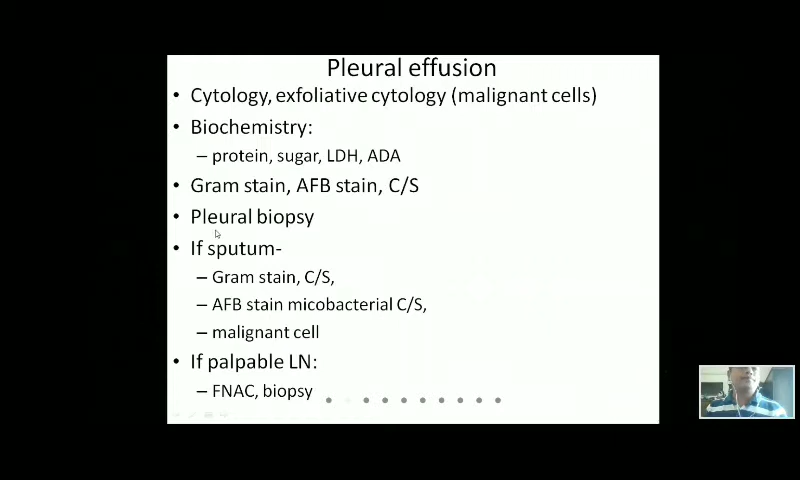 Pleural effusion
• Cytology, exfoliative cytology (malignant cells)
• Biochemistry:
– protein, sugar, LDH, ADA
• Gram stain, AFB stain, C/S
• Pleural biopsy
• If sputum-
– Gram stain, C/S,
– AFB stain micobacterial C/S,
– malignant cell
• If palpable LN:
– FNAC, biopsy